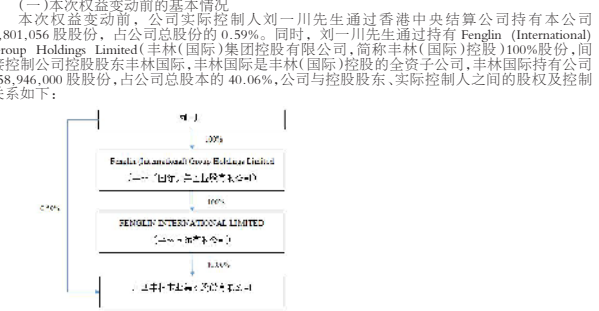 (一)本次权益变动前的基本情况
本次权益变动前，公司实际控制人刘一川先生通过香港中央结算公司持有本公司
,801,056 股股份，占公司总股份的 0.59%。同时，刘一川先生通过持有 Fenglin (International)
roup Holdings Limited(丰林(国际)集团控股有限公司,简称丰林(国际)控股)100%股份,间
接控制公司控股股东丰林国际,丰林国际是丰林(国际)控股的全资子公司,丰林国际持有公司
58,946,000 股股份,占公司总股本的 40.06%,公司与控股股东、实际控制人之间的股权及控制
关系如下：
100%
Fenglin (International) Group Holdings Limited
100%
0.59%
FENGLIN INTERNATIONAL LIMITED